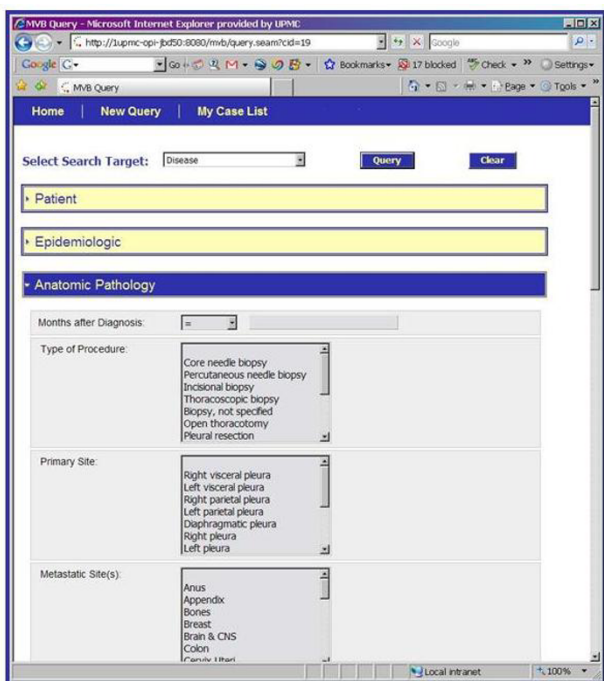 MVB Query - Microsoft Internet Explorer provided by UPMC
http://1upmc-opi-jbd50:8080/mvb/query.seam?cid=19
Google
Google G Go Bookmarks 17 blocked Check Settings
MVB Query Page Tools
Home | New Query | My Case List
Select Search Target: Disease Query Clear
Patient
Epidemiologic
Anatomic Pathology
Months after Diagnosis: =
Type of Procedure:
Core needle biopsy
Percutaneous needle biopsy
Incisional biopsy
Thoracoscopic biopsy
Biopsy, not specified
Open thoracotomy
Pleural resection
Primary Site:
Right visceral pleura
Left visceral pleura
Right parietal pleura
Left parietal pleura
Diaphragmatic pleura
Right pleura
Left pleura
Metastatic Site(s):
Anus
Appendix
Bones
Breast
Brain & CNS
Colon
Cervix Uteri
Local intranet 100%